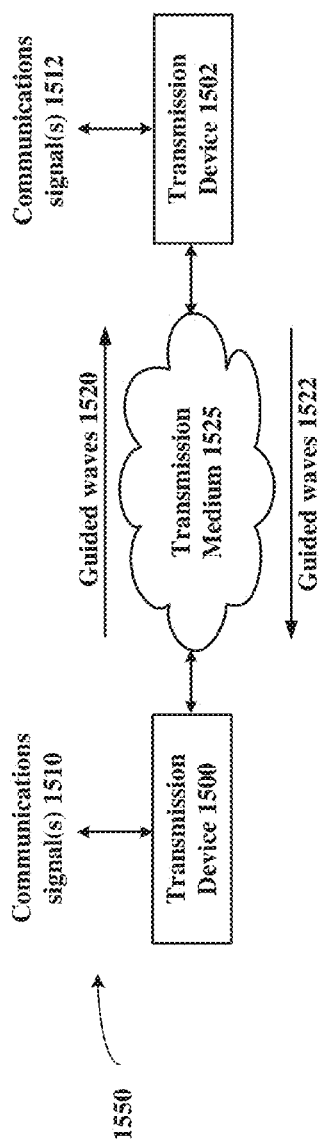 1550
Communications
signal(s) 1510
Transmission
Device 1500
Guided waves 1520
Transmission
Medium 1525
Guided waves 1522
Communications
signal(s) 1512
Transmission
Device 1502